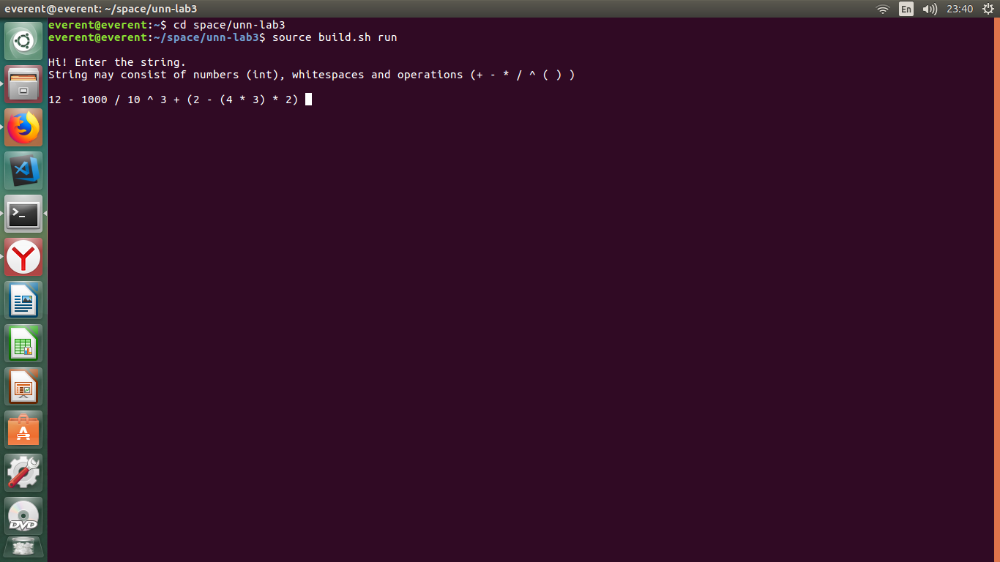 everent@everent: ~/space/unn-lab3
En
23:40
everent@everent:~$ cd space/unn-lab3
everent@everent:~/space/unn-lab3$ source build.sh run
Hi! Enter the string.
String may consist of numbers (int), whitespaces and operations (+ - * / ^ ( ) )
12 - 1000 / 10 ^ 3 + (2 - (4 * 3) * 2)
DVD